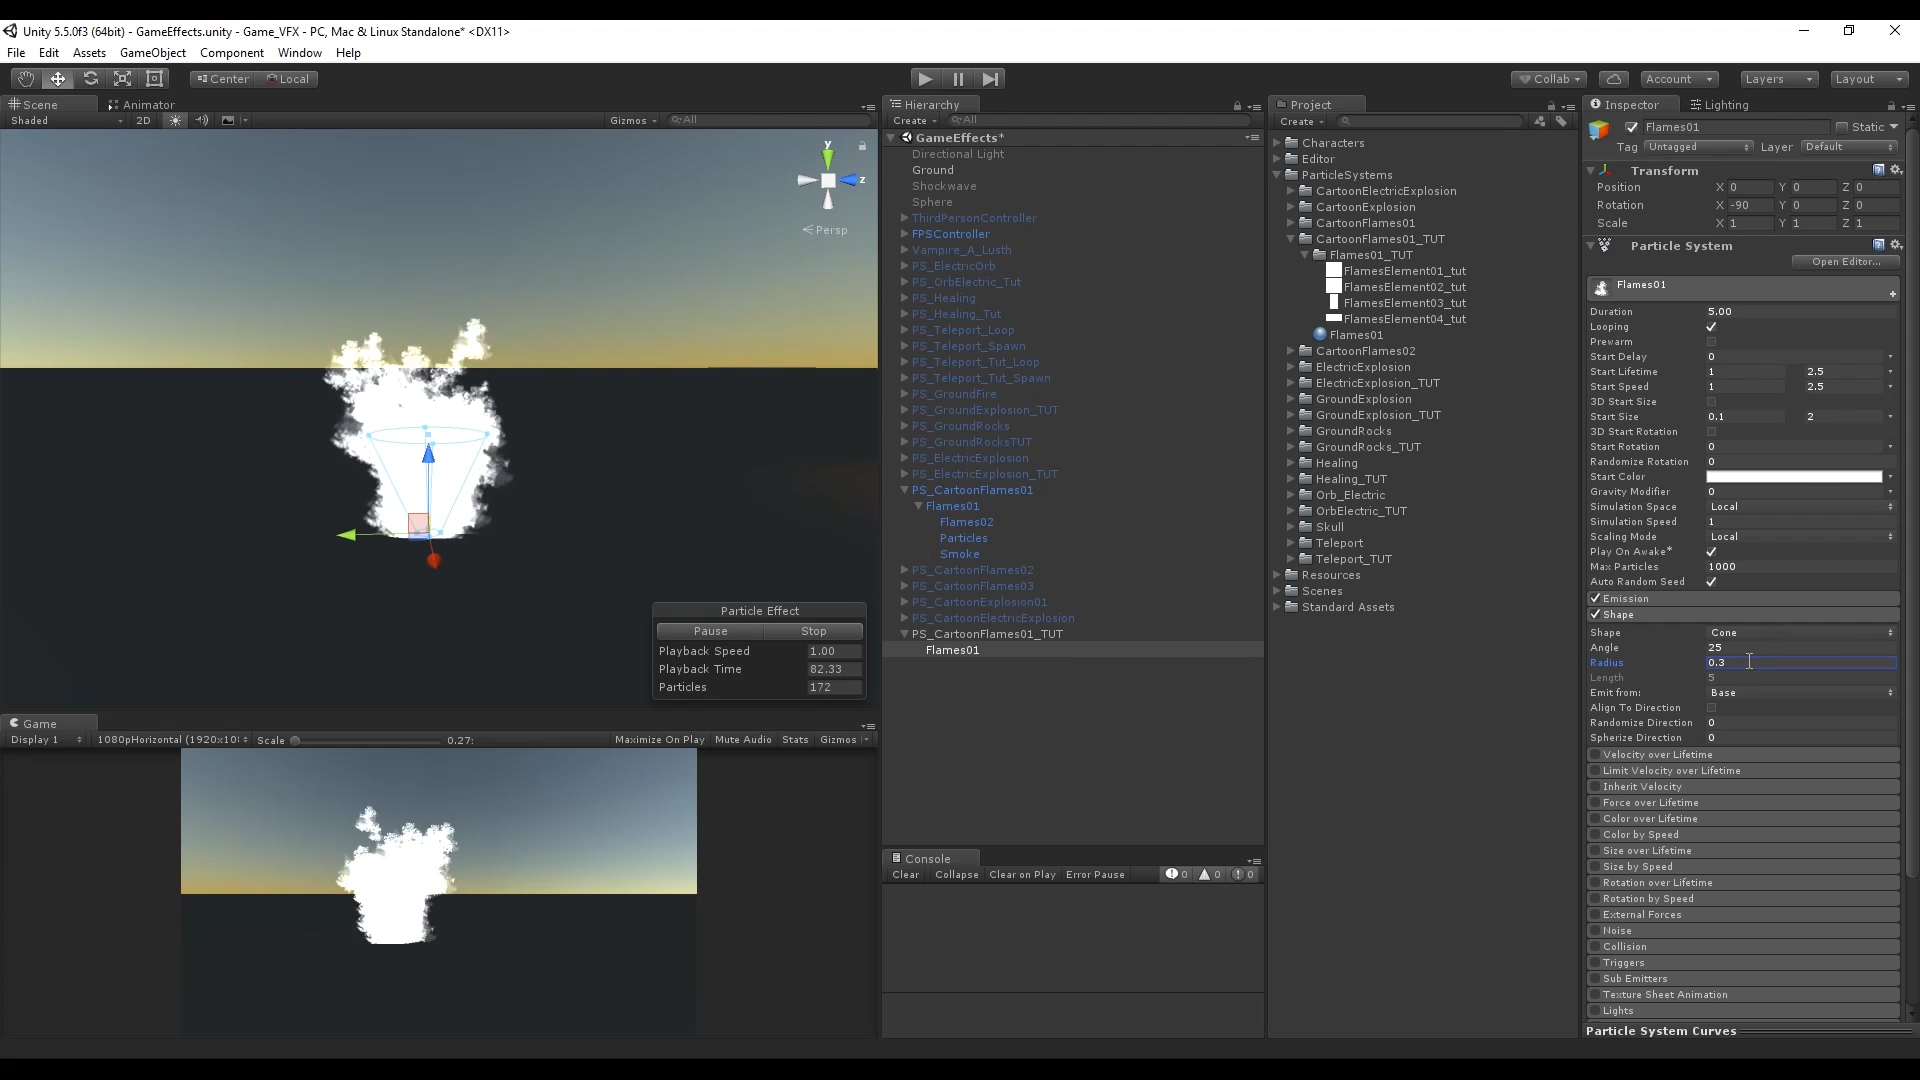 Unity 5.5.0f3 (64bit) - GameEffects.unity - Game_VFX - PC, Mac & Linux Standalone* <DX11>
File Edit Assets GameObject Component Window Help
Center Local
Collab Account Layers Layout
Scene Animator
Shaded 2D Gizmos All
y
z
Persp
Particle Effect
Pause Stop
Playback Speed 1.00
Playback Time 82.33
Particles 172
Game
Display 1 1080pHorizontal (1920x10 Scale 0.27: Maximize On Play Mute Audio Stats Gizmos
Hierarchy
Create All
GameEffects*
Directional Light
Ground
Shockwave
Sphere
ThirdPersonController
FPSController
Vampire_A_Lusth
PS_ElectricOrb
PS_OrbElectric_Tut
PS_Healing
PS_Healing_Tut
PS_Teleport_Loop
PS_Teleport_Spawn
PS_Teleport_Tut_Loop
PS_Teleport_Tut_Spawn
PS_GroundFire
PS_GroundExplosion_TUT
PS_GroundRocks
PS_GroundRocksTUT
PS_ElectricExplosion
PS_ElectricExplosion_TUT
PS_CartoonFlames01
Flames01
Flames02
Particles
Smoke
PS_CartoonFlames02
PS_CartoonFlames03
PS_CartoonExplosion01
PS_CartoonElectricExplosion
PS_CartoonFlames01_TUT
Flames01
Console
Clear Collapse Clear on Play Error Pause 0 0 0
Project
Create
Characters
Editor
ParticleSystems
CartoonElectricExplosion
CartoonExplosion
CartoonFlames01
CartoonFlames01_TUT
Flames01_TUT
FlamesElement01_tut
FlamesElement02_tut
FlamesElement03_tut
FlamesElement04_tut
Flames01
CartoonFlames02
ElectricExplosion
ElectricExplosion_TUT
GroundExplosion
GroundExplosion_TUT
GroundRocks
GroundRocks_TUT
Healing
Healing_TUT
Orb_Electric
OrbElectric_TUT
Skull
Teleport
Teleport_TUT
Resources
Scenes
Standard Assets
Inspector Lighting
Flames01 Static
Tag Untagged Layer Default
Transform
Position X 0 Y 0 Z 0
Rotation X -90 Y 0 Z 0
Scale X 1 Y 1 Z 1
Particle System
Open Editor...
Flames01
Duration 5.00
Looping
Prewarm
Start Delay 0
Start Lifetime 1 2.5
Start Speed 1 2.5
3D Start Size
Start Size 0.1 2
3D Start Rotation
Start Rotation 0
Randomize Rotation 0
Start Color
Gravity Modifier 0
Simulation Space Local
Simulation Speed 1
Scaling Mode Local
Play On Awake*
Max Particles 1000
Auto Random Seed
Emission
Shape
Shape Cone
Angle 25
Radius 0.3
Length 5
Emit from: Base
Align To Direction
Randomize Direction 0
Spherize Direction 0
Velocity over Lifetime
Limit Velocity over Lifetime
Inherit Velocity
Force over Lifetime
Color over Lifetime
Color by Speed
Size over Lifetime
Size by Speed
Rotation over Lifetime
Rotation by Speed
External Forces
Noise
Collision
Triggers
Sub Emitters
Texture Sheet Animation
Lights
Particle System Curves